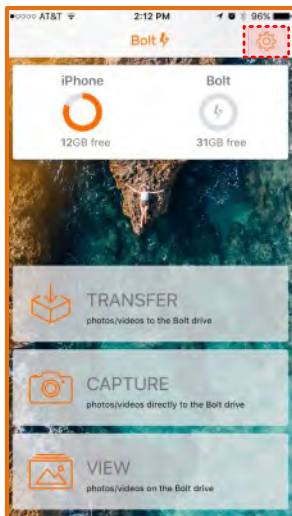 AT&T 2:12 PM 96%
Bolt
iPhone Bolt
12GB free 31GB free
TRANSFER
photos/videos to the Bolt drive
CAPTURE
photos/videos directly to the Bolt drive
VIEW
photos/videos on the Bolt drive